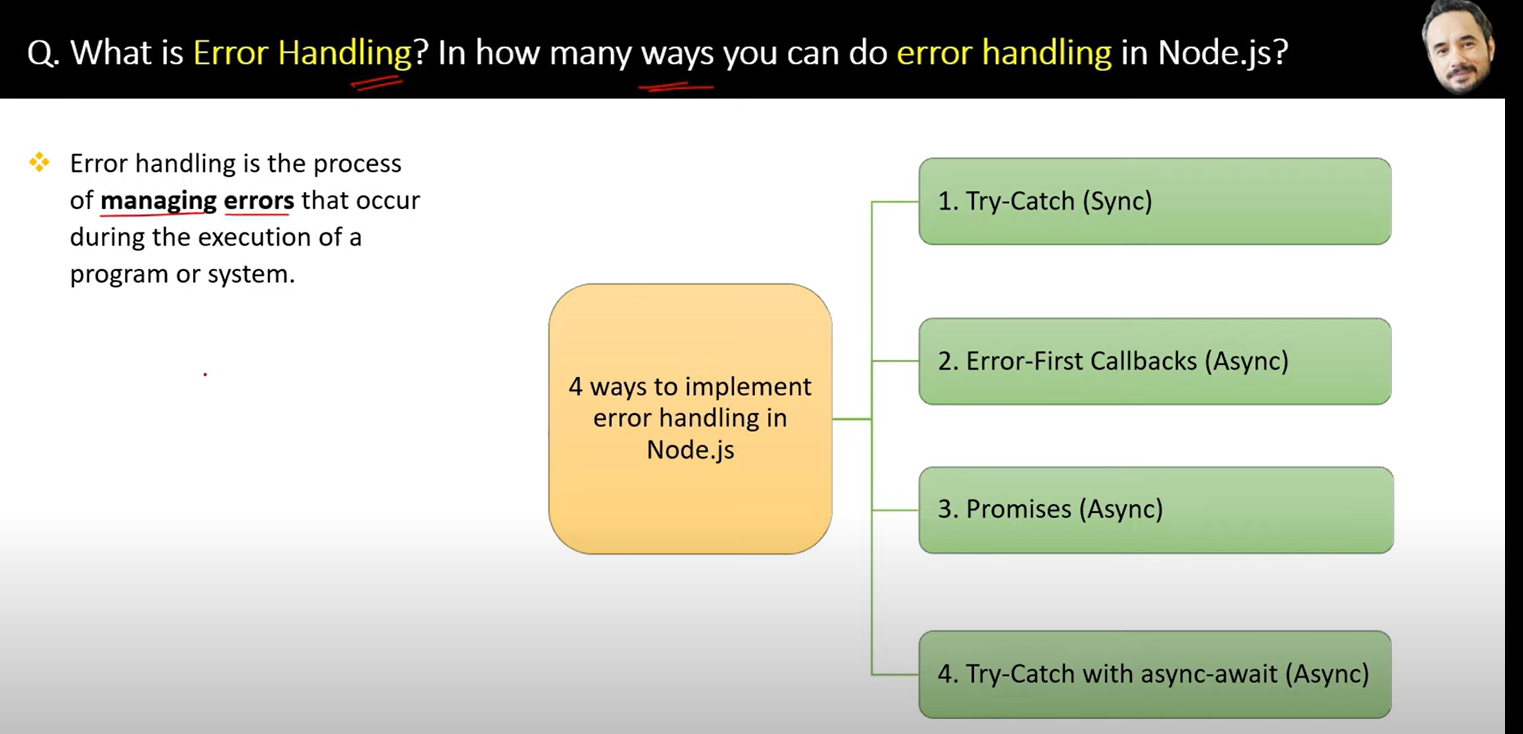 Q. What is Error Handling? In how many ways you can do error handling in Node.js?
Error handling is the process
of managing errors that occur
during the execution of a
program or system.
4 ways to implement
error handling in
Node.js
1. Try-Catch (Sync)
2. Error-First Callbacks (Async)
3. Promises (Async)
4. Try-Catch with async-await (Async)